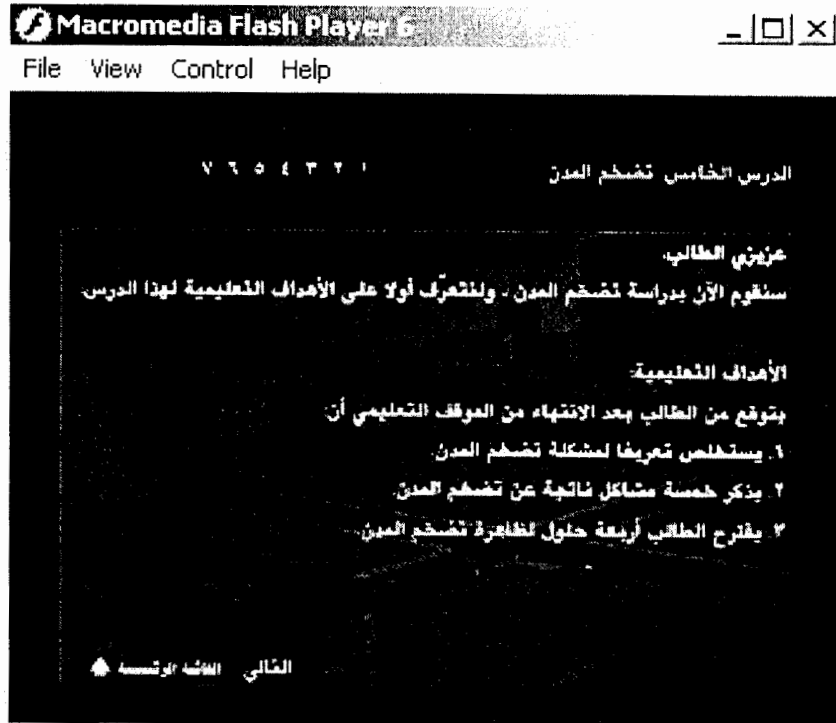 Macromedia Flash Player 6
File View Control Help
الدرس الخامس تضخم المدن ١ ٢ ٣ ٤ ٥ ٦ ٧
عزيزي الطالب،
سنقوم الآن بدراسة تضخم المدن ، ولنتعرّف أولا على الأهداف التعليمية لهذا الدرس.
الأهداف التعليمية:
يتوقع من الطالب بعد الانتهاء من الموقف التعليمي أن:
١. يستخلص تعريفا لمشكلة تضخم المدن.
٢. يذكر خمسة مشاكل ناتجة عن تضخم المدن.
٣. يقترح الطالب أربعة حلول لظاهرة تضخم المدن.
التالي القائمة الرئيسية